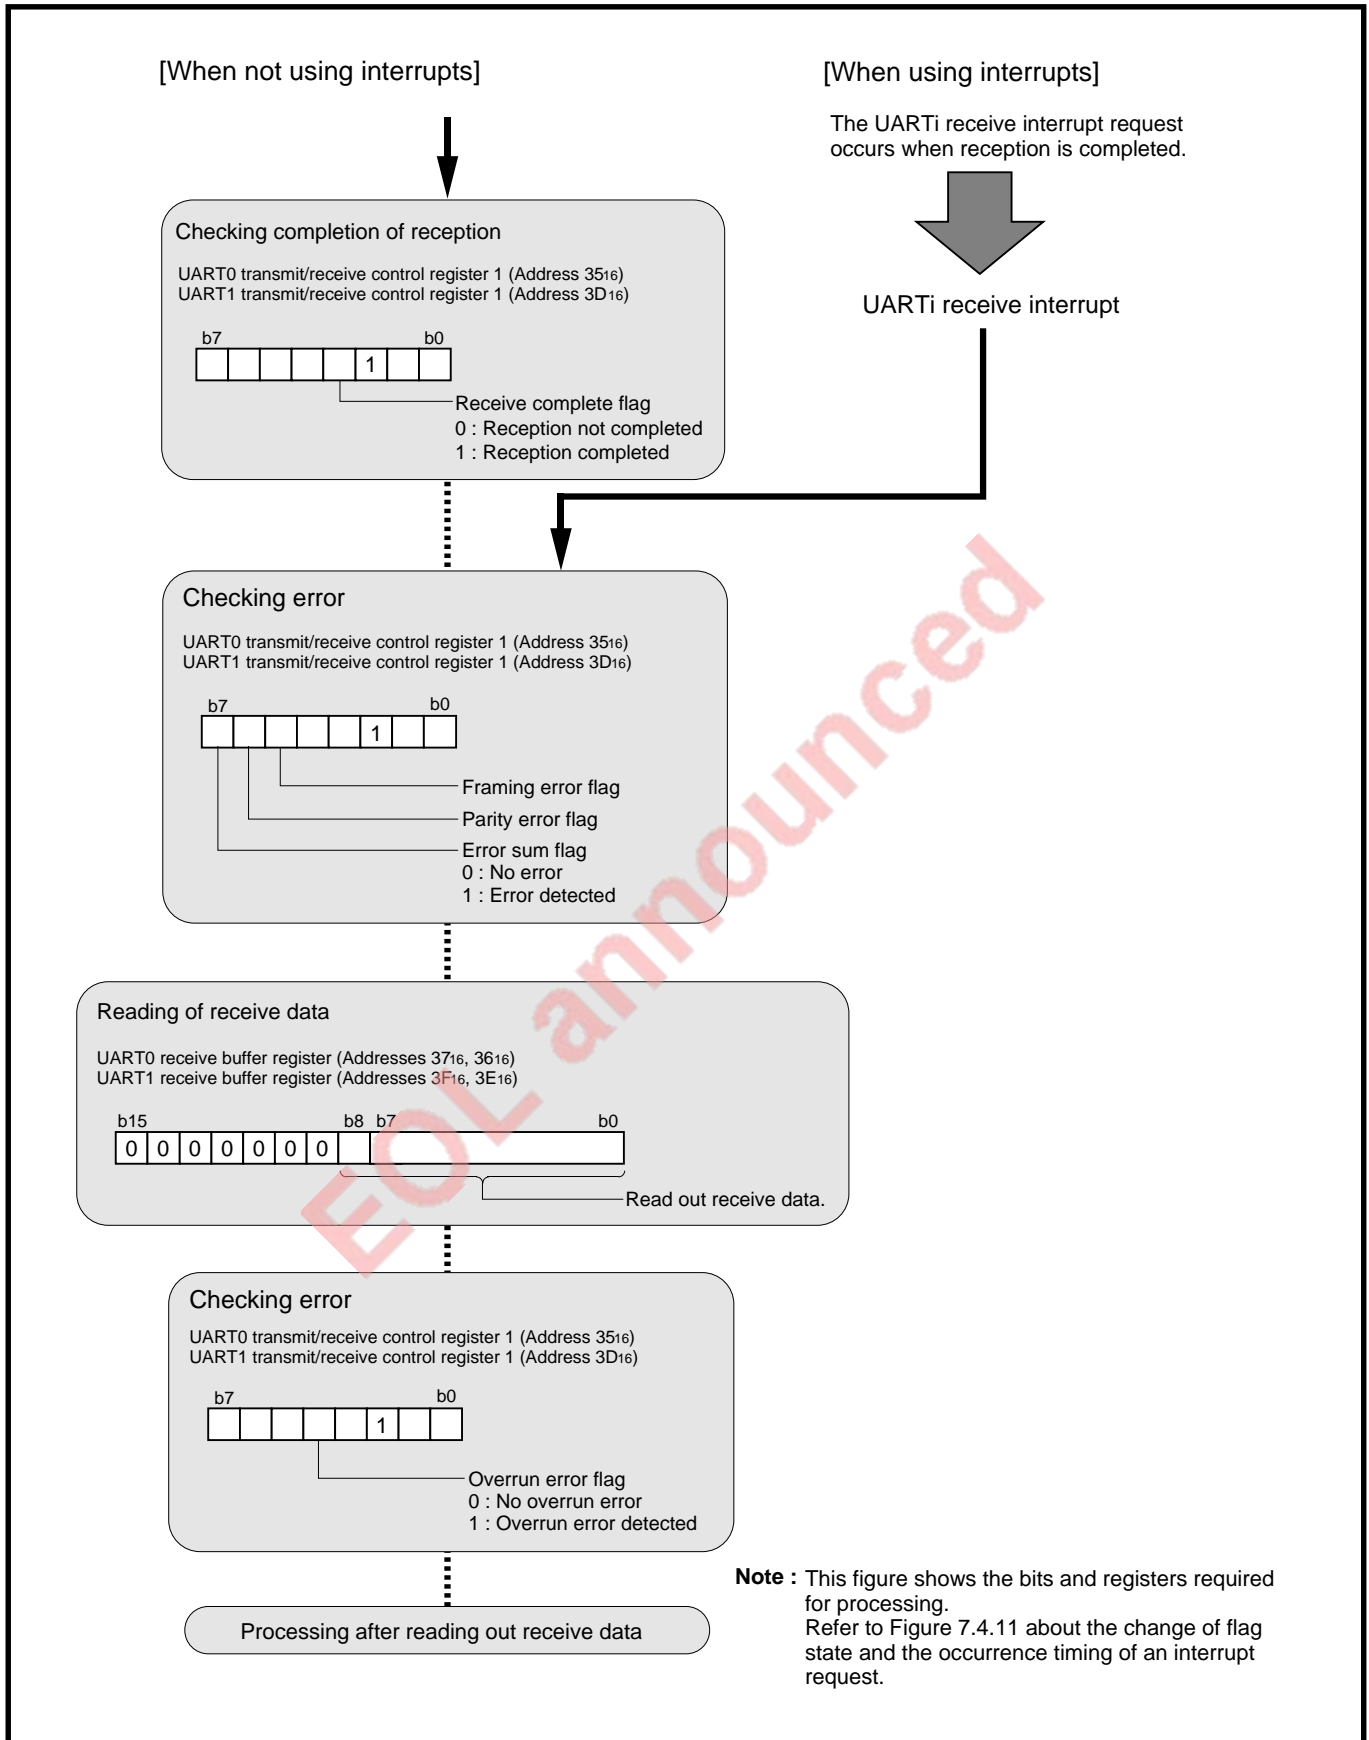 [When not using interrupts]
[When using interrupts]
The UARTi receive interrupt request
occurs when reception is completed.
UARTi receive interrupt
Checking completion of reception
UART0 transmit/receive control register 1 (Address 3516)
UART1 transmit/receive control register 1 (Address 3D16)
b7 b0
1
Receive complete flag
0 : Reception not completed
1 : Reception completed
Checking error
UART0 transmit/receive control register 1 (Address 3516)
UART1 transmit/receive control register 1 (Address 3D16)
b7 b0
1
Framing error flag
Parity error flag
Error sum flag
0 : No error
1 : Error detected
Reading of receive data
UART0 receive buffer register (Addresses 3716, 3616)
UART1 receive buffer register (Addresses 3F16, 3E16)
b15 b8 b7 b0
0 0 0 0 0 0 0
Read out receive data.
Checking error
UART0 transmit/receive control register 1 (Address 3516)
UART1 transmit/receive control register 1 (Address 3D16)
b7 b0
1
Overrun error flag
0 : No overrun error
1 : Overrun error detected
Processing after reading out receive data
Note : This figure shows the bits and registers required
for processing.
Refer to Figure 7.4.11 about the change of flag
state and the occurrence timing of an interrupt
request.
EOL announced